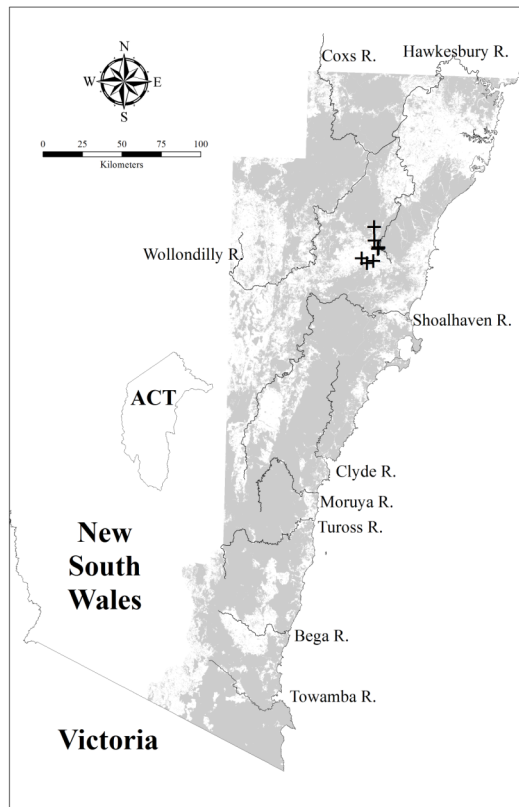 Coxs R.
Hawkesbury R.
N
W
E
S
0 25 50 75 100
Kilometers
Wollondilly R.
Shoalhaven R.
ACT
Clyde R.
Moruya R.
Tuross R.
New
South
Wales
Bega R.
Towamba R.
Victoria